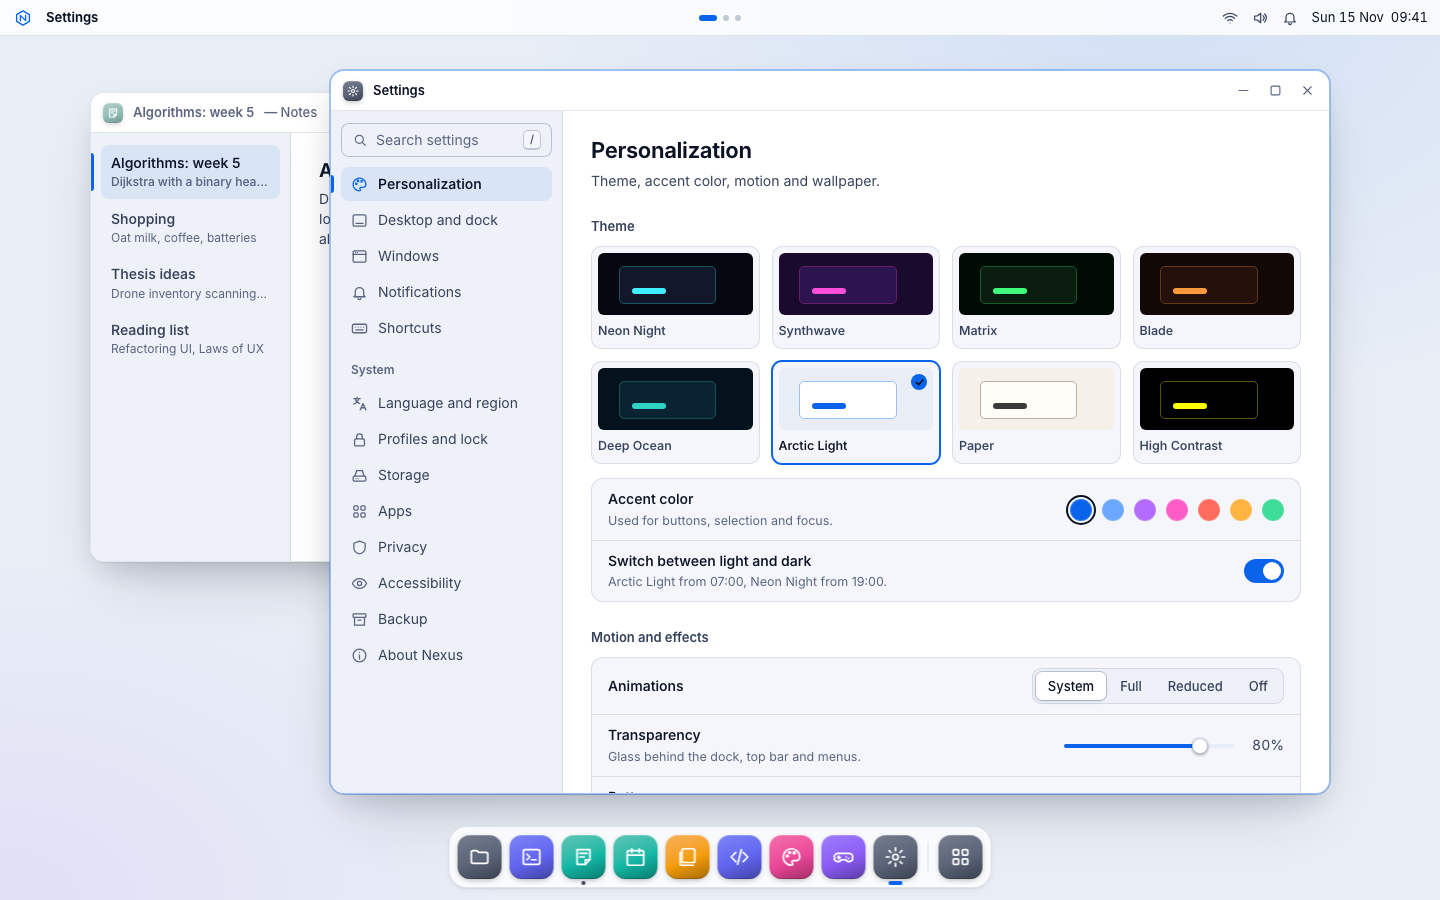 Settings
Sun 15 Nov 09:41
Algorithms: week 5 — Notes
Algorithms: week 5
Dijkstra with a binary hea...
Shopping
Oat milk, coffee, batteries
Thesis ideas
Drone inventory scanning...
Reading list
Refactoring UI, Laws of UX
Settings
Search settings /
Personalization
Desktop and dock
Windows
Notifications
Shortcuts
System
Language and region
Profiles and lock
Storage
Apps
Privacy
Accessibility
Backup
About Nexus
Personalization
Theme, accent color, motion and wallpaper.
Theme
Neon Night
Synthwave
Matrix
Blade
Deep Ocean
Arctic Light
Paper
High Contrast
Accent color
Used for buttons, selection and focus.
Switch between light and dark
Arctic Light from 07:00, Neon Night from 19:00.
Motion and effects
Animations
System Full Reduced Off
Transparency
Glass behind the dock, top bar and menus.
80%